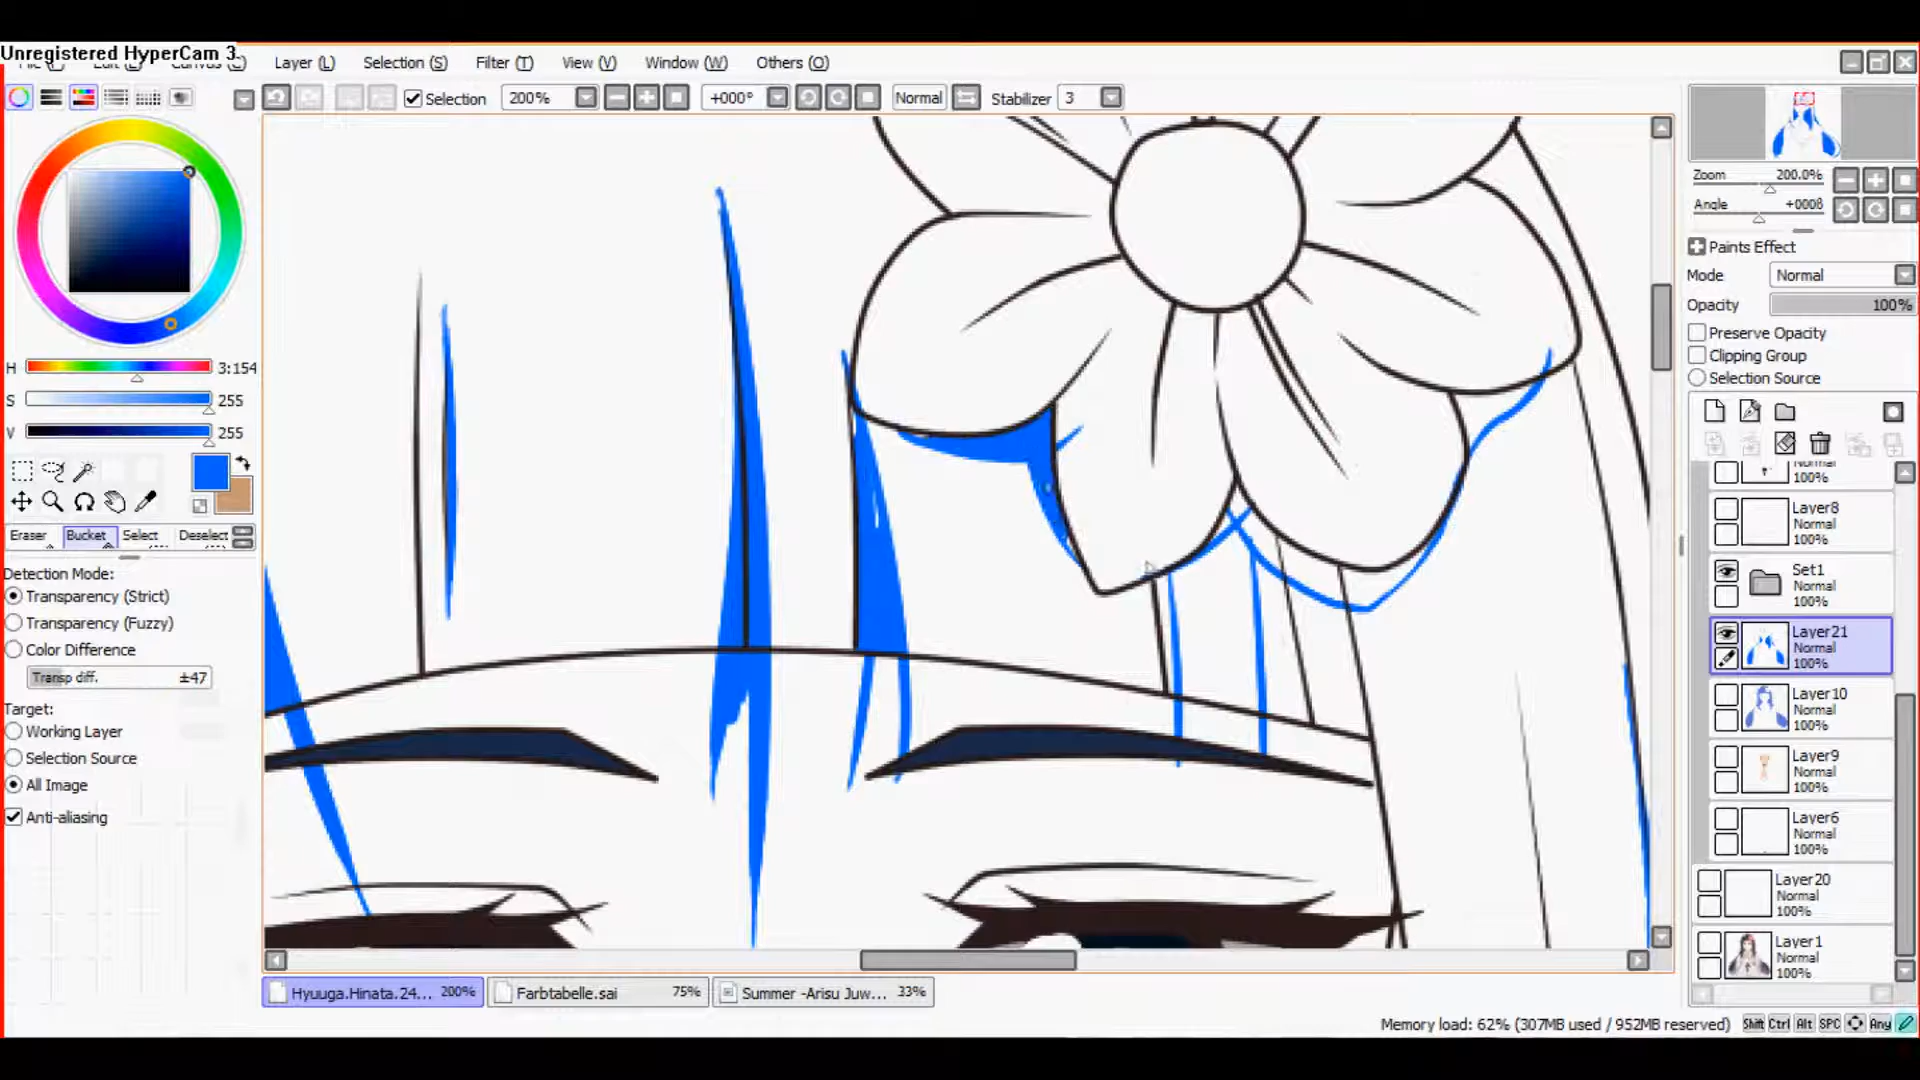 Unregistered HyperCam 3
Layer (L) Selection (S) Filter (T) View (V) Window (W) Others (O)
Selection 200% +000° Normal Stabilizer 3
Zoom 200.0%
Angle +000ß
Paints Effect
Mode Normal
Opacity 100%
Preserve Opacity
Clipping Group
Selection Source
H 3:154
S 255
V 255
Eraser Bucket Select Deselect
Detection Mode:
Transparency (Strict)
Transparency (Fuzzy)
Color Difference
Transp diff. ±47
Target:
Working Layer
Selection Source
All Image
Anti-aliasing
100%
Layer8
Normal
100%
Set1
Normal
100%
Layer21
Normal
100%
Layer10
Normal
100%
Layer9
Normal
100%
Layer6
Normal
100%
Layer20
Normal
100%
Layer1
Normal
100%
Hyuuga.Hinata.24... 200% Farbtabelle.sai 75% Summer -Arisu Juw... 33%
Memory load: 62% (307MB used / 952MB reserved) Shift Ctrl Alt SPC Any